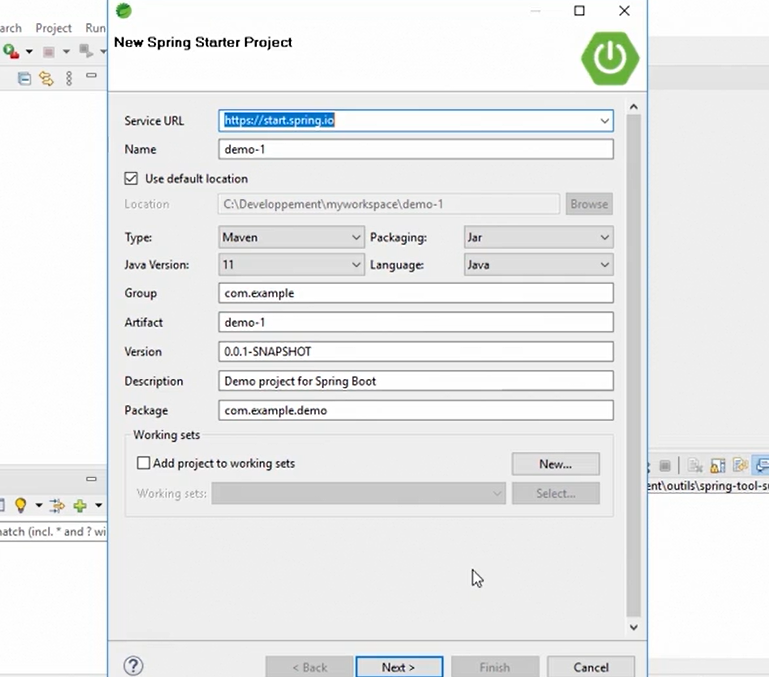 arch Project Run
New Spring Starter Project
Service URL https://start.spring.io
Name demo-1
Use default location
Location C:\Developpement\myworkspace\demo-1 Browse
Type: Maven Packaging: Jar
Java Version: 11 Language: Java
Group com.example
Artifact demo-1
Version 0.0.1-SNAPSHOT
Description Demo project for Spring Boot
Package com.example.demo
Working sets
Add project to working sets New...
ent\outils\spring-tool-su
Working sets: Select...
natch (incl. * and ? wi
? < Back Next > Finish Cancel